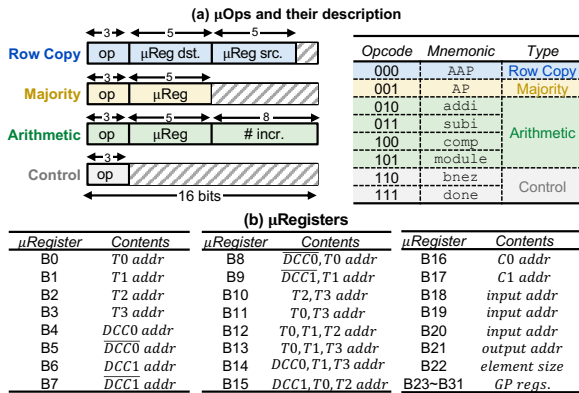 (a) μOps and their description
3 5 5
Row Copy op μReg dst. μReg src.
3 5
Majority op μReg
3 5 8
Arithmetic op μReg # incr.
3
Control op
16 bits
Opcode Mnemonic Type
000 AAP Row Copy
001 AP Majority
010 addi
011 subi
Arithmetic
100 comp
101 module
110 bnez
Control
111 done
(b) μRegisters
μRegister Contents
B0 T0 addr
B1 T1 addr
B2 T2 addr
B3 T3 addr
B4 DCC0 addr
B5 D̅C̅C̅0̅ addr
B6 DCC1 addr
B7 D̅C̅C̅1̅ addr
μRegister Contents
B8 D̅C̅C̅0̅, T0 addr
B9 D̅C̅C̅1̅, T1 addr
B10 T2, T3 addr
B11 T0, T3 addr
B12 T0, T1, T2 addr
B13 T0, T1, T3 addr
B14 DCC0, T1, T3 addr
B15 DCC1, T0, T2 addr
μRegister Contents
B16 C0 addr
B17 C1 addr
B18 input addr
B19 input addr
B20 input addr
B21 output addr
B22 element size
B23~B31 GP regs.